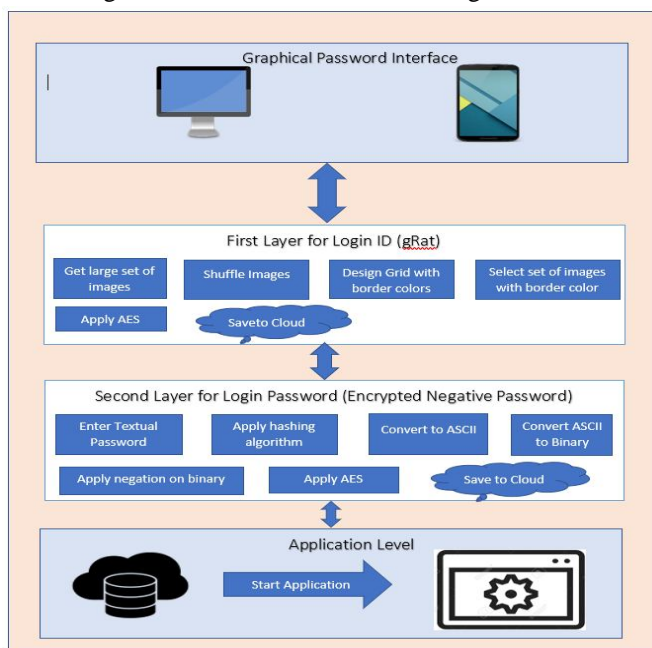 Graphical Password Interface
First Layer for Login ID (gRat)
Get large set of
images
Shuffle Images
Design Grid with
border colors
Select set of images
with border color
Apply AES
Saveto Cloud
Second Layer for Login Password (Encrypted Negative Password)
Enter Textual
Password
Apply hashing
algorithm
Convert to ASCII
Convert ASCII
to Binary
Apply negation on binary
Apply AES
Save to Cloud
Application Level
Start Application